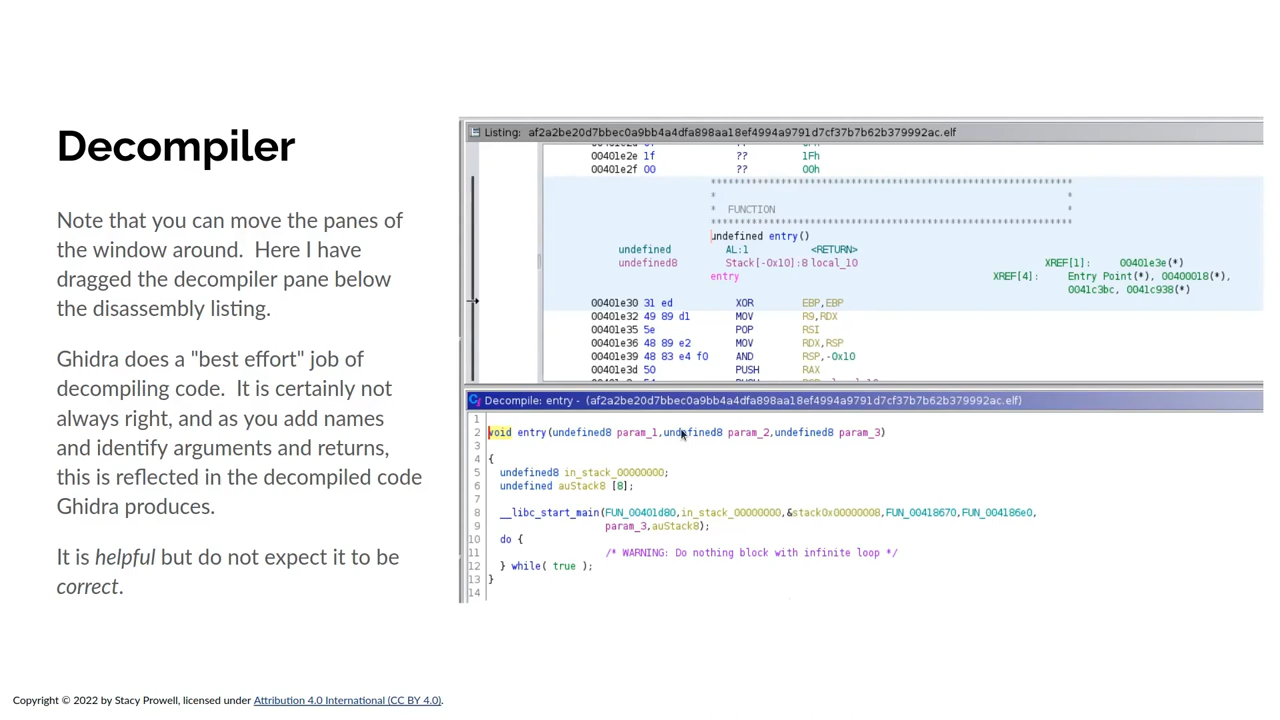 Decompiler
Note that you can move the panes of
the window around. Here I have
dragged the decompiler pane below
the disassembly listing.
Ghidra does a "best effort" job of
decompiling code. It is certainly not
always right, and as you add names
and identify arguments and returns,
this is reflected in the decompiled code
Ghidra produces.
It is helpful but do not expect it to be
correct.
Listing: af2a2be20d7bbec0a9bb4a4dfa898aa18ef4994a9791d7cf37b7b62b379992ac.elf
00401e2e 1f ?? 1Fh
00401e2f 00 ?? 00h
* FUNCTION *
undefined entry()
undefined AL:1 <RETURN>
undefined8 Stack[-0x10]:8 local_10 XREF[1]: 00401e3e(*)
entry XREF[4]: Entry Point(*), 00400018(*),
0041c3bc, 0041c938(*)
00401e30 31 ed XOR EBP,EBP
00401e32 49 89 d1 MOV R9,RDX
00401e35 5e POP RSI
00401e36 48 89 e2 MOV RDX,RSP
00401e39 48 83 e4 f0 AND RSP,-0x10
00401e3d 50 PUSH RAX
Decompile: entry - (af2a2be20d7bbec0a9bb4a4dfa898aa18ef4994a9791d7cf37b7b62b379992ac.elf)
1
2 void entry(undefined8 param_1,undefined8 param_2,undefined8 param_3)
3
4 {
5 undefined8 in_stack_00000000;
6 undefined auStack8 [8];
7
8 __libc_start_main(FUN_00401d80,in_stack_00000000,&stack0x00000008,FUN_00418670,FUN_004186e0,
9 param_3,auStack8);
10 do {
11 /* WARNING: Do nothing block with infinite loop */
12 } while( true );
13 }
14
Copyright © 2022 by Stacy Prowell, licensed under Attribution 4.0 International (CC BY 4.0).